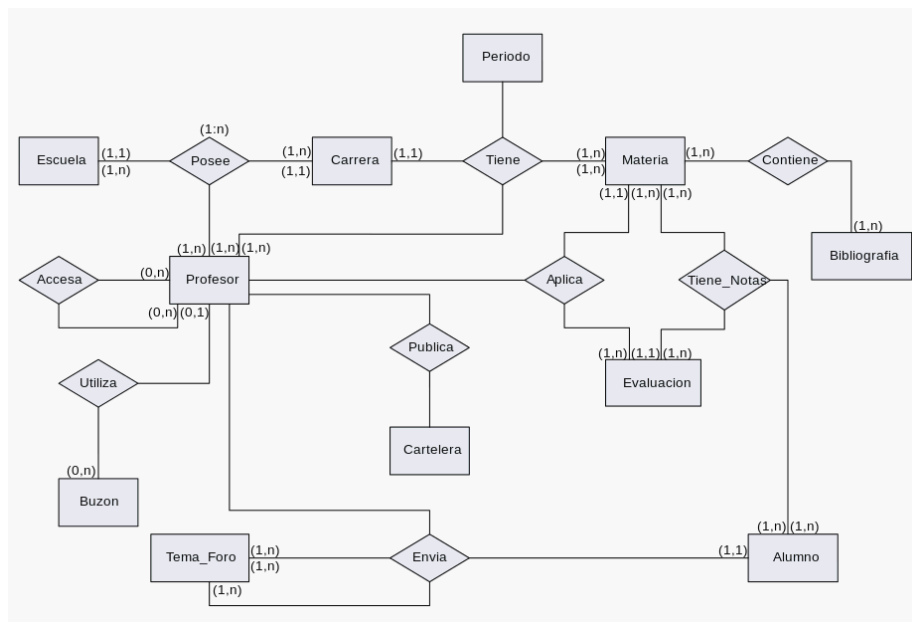 Periodo
(1:n)
Escuela
(1,1)
(1,n)
Posee
(1,n)
(1,1)
Carrera
(1,1)
Tiene
(1,n)
(1,n)
Materia
(1,n)
Contiene
(1,1) (1,n) (1,n)
(1,n)
Bibliografia
(1,n) (1,n) (1,n)
Accesa
(0,n)
Profesor
Aplica
Tiene_Notas
(0,n) (0,1)
Publica
(1,n) (1,1) (1,n)
Utiliza
Evaluacion
Cartelera
(0,n)
Buzon
(1,n) (1,n)
Tema_Foro
(1,n)
(1,n)
Envia
(1,1)
Alumno
(1,n)